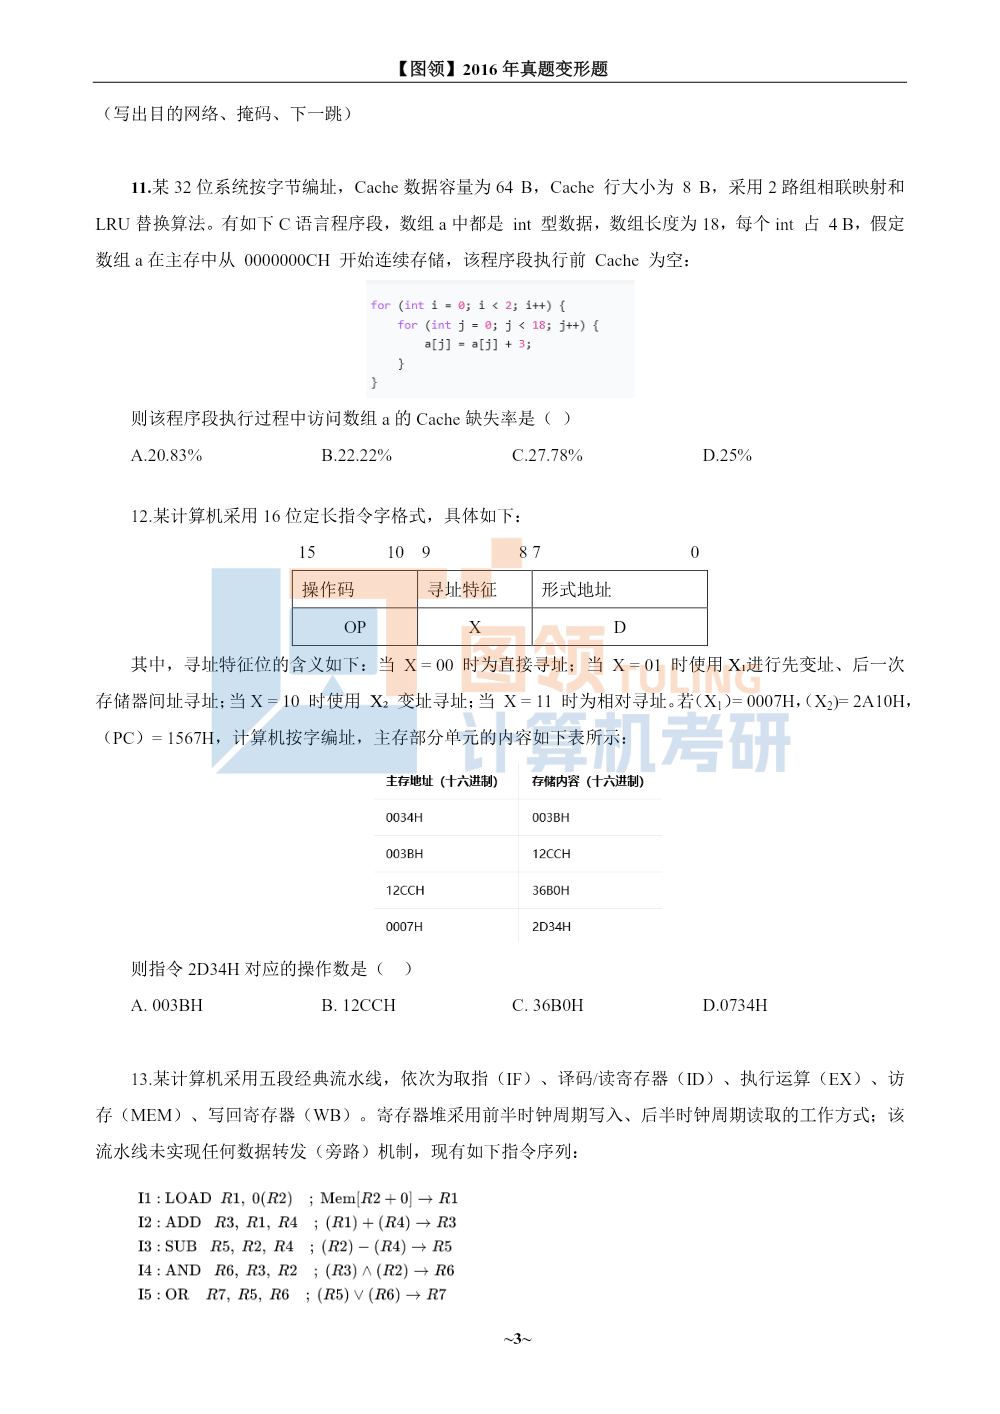 【图领】2016 年真题变形题
（写出目的网络、掩码、下一跳）
11.某 32 位系统按字节编址，Cache 数据容量为 64 B，Cache 行大小为 8 B，采用 2 路组相联映射和
LRU 替换算法。有如下 C 语言程序段，数组 a 中都是 int 型数据，数组长度为 18，每个 int 占 4 B，假定
数组 a 在主存中从 0000000CH 开始连续存储，该程序段执行前 Cache 为空：
for (int i = 0; i < 2; i++) {
for (int j = 0; j < 18; j++) {
a[j] = a[j] + 3;
}
}
则该程序段执行过程中访问数组 a 的 Cache 缺失率是（ ）
A.20.83% B.22.22% C.27.78% D.25%
12.某计算机采用 16 位定长指令字格式，具体如下：
15 10 9 8 7 0
操作码 寻址特征 形式地址
OP X D
其中，寻址特征位的含义如下：当 X = 00 时为直接寻址；当 X = 01 时使用 X₁进行先变址、后一次
存储器间址寻址；当 X = 10 时使用 X₂ 变址寻址；当 X = 11 时为相对寻址。若（X₁）= 0007H，（X₂)= 2A10H，
（PC）= 1567H，计算机按字编址，主存部分单元的内容如下表所示：
主存地址（十六进制） 存储内容（十六进制）
0034H 003BH
003BH 12CCH
12CCH 36B0H
0007H 2D34H
则指令 2D34H 对应的操作数是（ ）
A. 003BH B. 12CCH C. 36B0H D.0734H
13.某计算机采用五段经典流水线，依次为取指（IF）、译码/读寄存器（ID）、执行运算（EX）、访
存（MEM）、写回寄存器（WB）。寄存器堆采用前半时钟周期写入、后半时钟周期读取的工作方式；该
流水线未实现任何数据转发（旁路）机制，现有如下指令序列：
I1 : LOAD R1, 0(R2) ; Mem[R2 + 0] → R1
I2 : ADD R3, R1, R4 ; (R1) + (R4) → R3
I3 : SUB R5, R2, R4 ; (R2) − (R4) → R5
I4 : AND R6, R3, R2 ; (R3) ∧ (R2) → R6
I5 : OR R7, R5, R6 ; (R5) ∨ (R6) → R7
~3~
图领
TULING
计算机考研